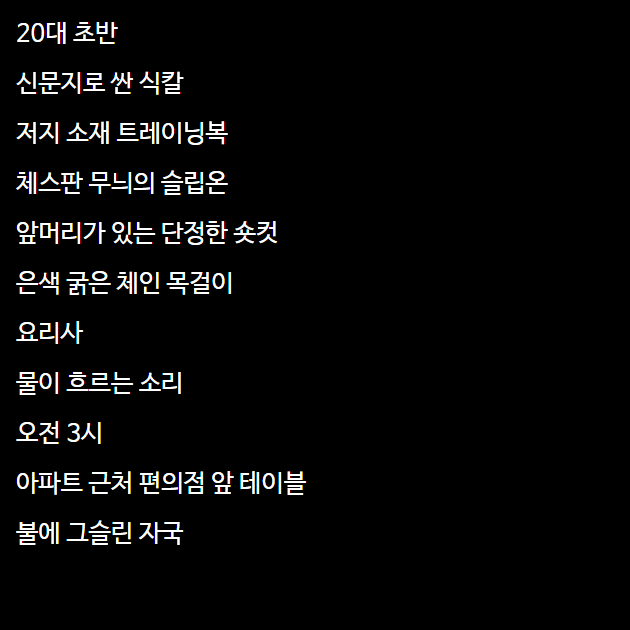 20대 초반
신문지로 싼 식칼
저지 소재 트레이닝복
체스판 무늬의 슬립온
앞머리가 있는 단정한 숏컷
은색 굵은 체인 목걸이
요리사
물이 흐르는 소리
오전 3시
아파트 근처 편의점 앞 테이블
불에 그슬린 자국